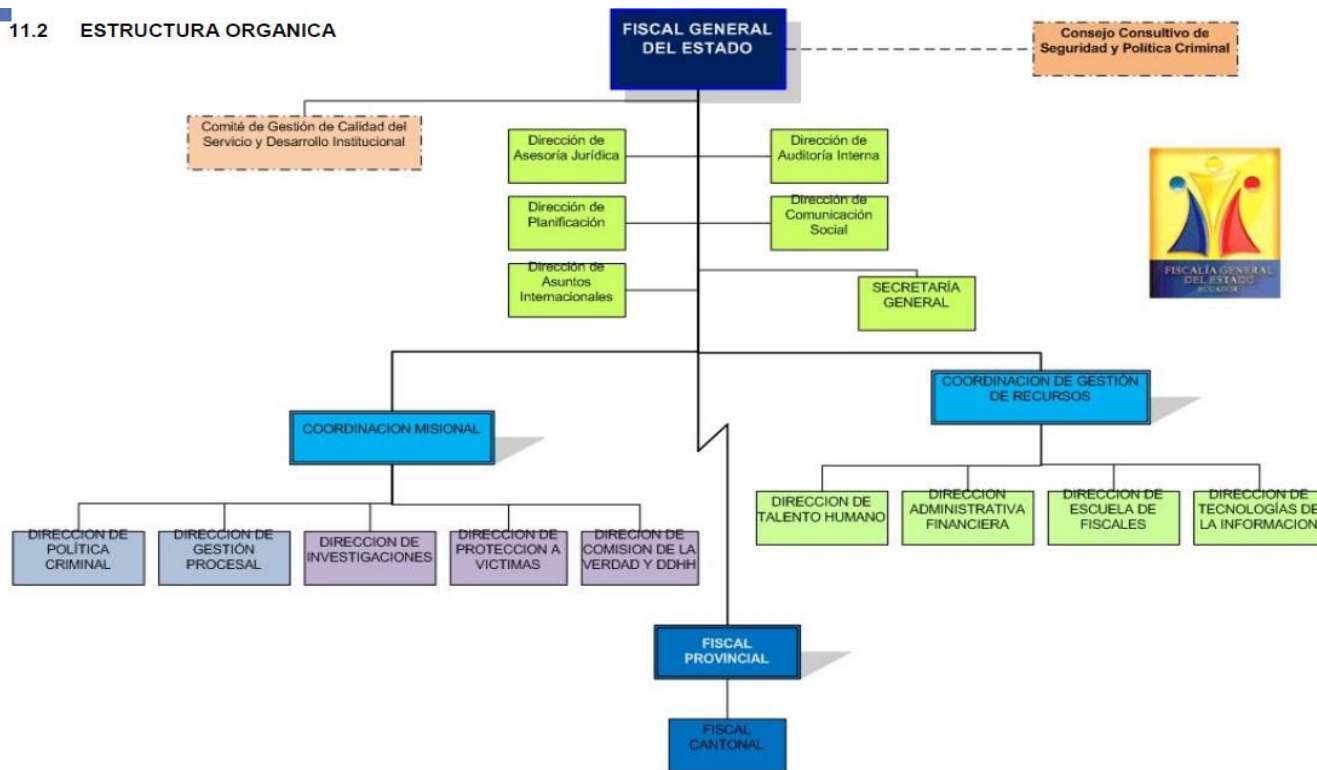 11.2 ESTRUCTURA ORGANICA
FISCAL GENERAL
DEL ESTADO
Consejo Consultivo de
Seguridad y Política Criminal
Comité de Gestión de Calidad del
Servicio y Desarrollo Institucional
Dirección de
Asesoría Jurídica
Dirección de
Auditoría Interna
Dirección de
Planificación
Dirección de
Comunicación
Social
Dirección de
Asuntos
Internacionales
SECRETARÍA
GENERAL
FISCALÍA GENERAL
DEL ESTADO
ECUADOR
COORDINACION MISIONAL
COORDINACION DE GESTIÓN
DE RECURSOS
DIRECCION DE
POLÍTICA
CRIMINAL
DIRECCION DE
GESTIÓN
PROCESAL
DIRECCION DE
INVESTIGACIONES
DIRECCION DE
PROTECCION A
VICTIMAS
DIRECION DE
COMISION DE LA
VERDAD Y DDHH
DIRECCION DE
TALENTO HUMANO
DIRECCION
ADMINISTRATIVA
FINANCIERA
DIRECCION DE
ESCUELA DE
FISCALES
DIRECCION DE
TECNOLOGÍAS DE
LA INFORMACION
FISCAL
PROVINCIAL
FISCAL
CANTONAL